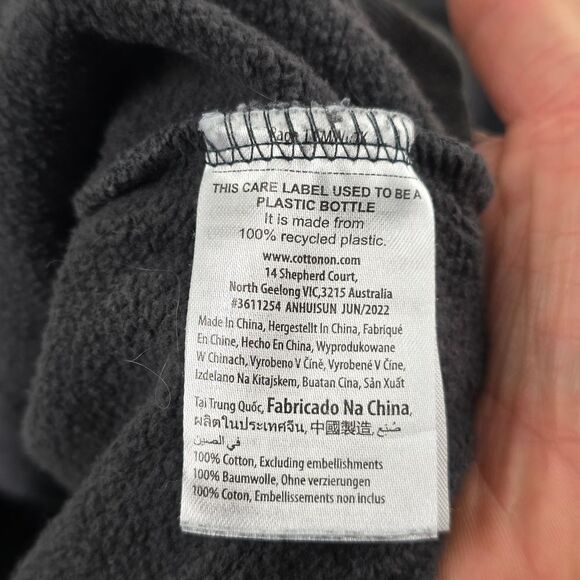 THIS CARE LABEL USED TO BE A
PLASTIC BOTTLE
It is made from
100% recycled plastic.
www.cottonon.com
14 Shepherd Court,
North Geelong VIC,3215 Australia
#3611254 ANHUISUN JUN/2022
Made In China, Hergestellt In China, Fabriqué
En Chine, Hecho En China, Wyprodukowane
W Chinach, Vyrobeno V Číně, Vyrobené V Číne,
Izdelano Na Kitajskem, Buatan Cina, Sản Xuất
Tại Trung Quốc, Fabricado Na China,
ผลิตในประเทศจีน, 中國製造, صُنع
في الصين
100% Cotton, Excluding embellishments
100% Baumwolle, Ohne verzierungen
100% Coton, Embellissements non inclus